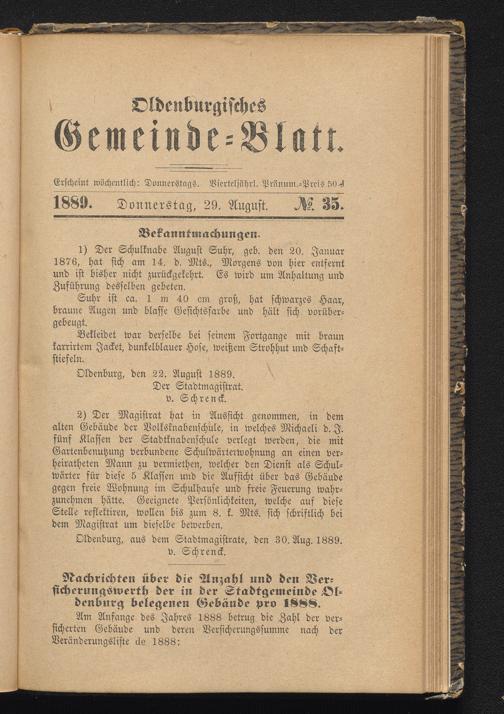 Oldenburgisches
Gemeinde=Blatt.
Erscheint wöchentlich: Donnerstags. Vierteljährl. Pränum.=Preis 50 ₰
1889. Donnerstag, 29. August. № 35.
Bekanntmachungen.
1) Der Schulknabe August Suhr, geb. den 20. Januar
1876, hat sich am 14. d. Mts., Morgens von hier entfernt
und ist bisher nicht zurückgekehrt. Es wird um Anhaltung und
Zuführung desselben gebeten.
Suhr ist ca. 1 m 40 cm groß, hat schwarzes Haar,
braune Augen und blasse Gesichtsfarbe und hält sich vorüber=
gebeugt.
Bekleidet war derselbe bei seinem Fortgange mit braun
karrirtem Jacket, dunkelblauer Hose, weißem Strohhut und Schaft=
stiefeln.
Oldenburg, den 22. August 1889.
Der Stadtmagistrat.
v. Schrenck.
2) Der Magistrat hat in Aussicht genommen, in dem
alten Gebäude der Volksknabenschule, in welches Michaeli d. J.
fünf Klassen der Stadtknabenschule verlegt werden, die mit
Gartenbenutzung verbundene Schulwärterwohnung an einen ver=
heiratheten Mann zu vermiethen, welcher den Dienst als Schul=
wärter für diese 5 Klassen und die Aufsicht über das Gebäude
gegen freie Wohnung im Schulhause und freie Feuerung wahr=
zunehmen hätte. Geeignete Persönlichkeiten, welche auf diese
Stelle reflektiren, wollen bis zum 8. k. Mts. sich schriftlich bei
dem Magistrat um dieselbe bewerben.
Oldenburg, aus dem Stadtmagistrate, den 30. Aug. 1889.
v. Schrenck.
Nachrichten über die Anzahl und den Ver=
sicherungswerth der in der Stadtgemeinde Ol=
denburg belegenen Gebäude pro 1888.
Am Anfange des Jahres 1888 betrug die Zahl der ver=
sicherten Gebäude und deren Versicherungssumme nach der
Veränderungsliste de 1888: